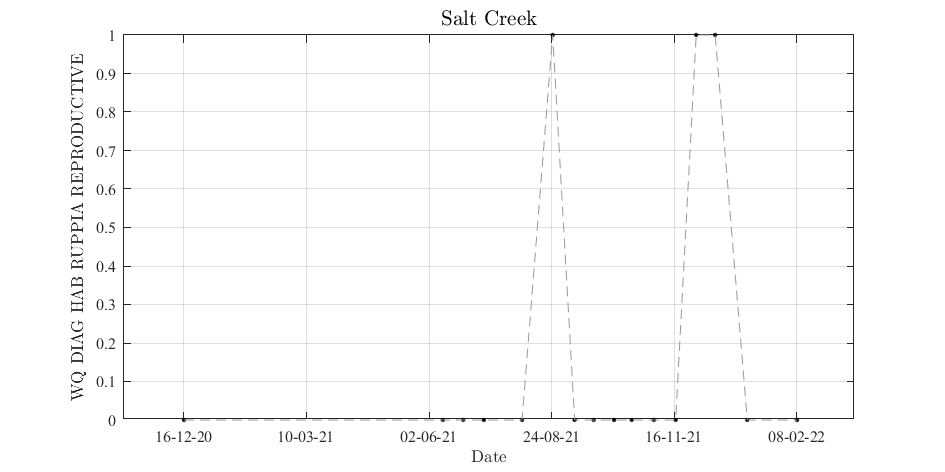 Salt Creek
WQ DIAG HAB RUPPIA REPRODUCTIVE
1
0.9
0.8
0.7
0.6
0.5
0.4
0.3
0.2
0.1
0
16-12-20 10-03-21 02-06-21 24-08-21 16-11-21 08-02-22
Date